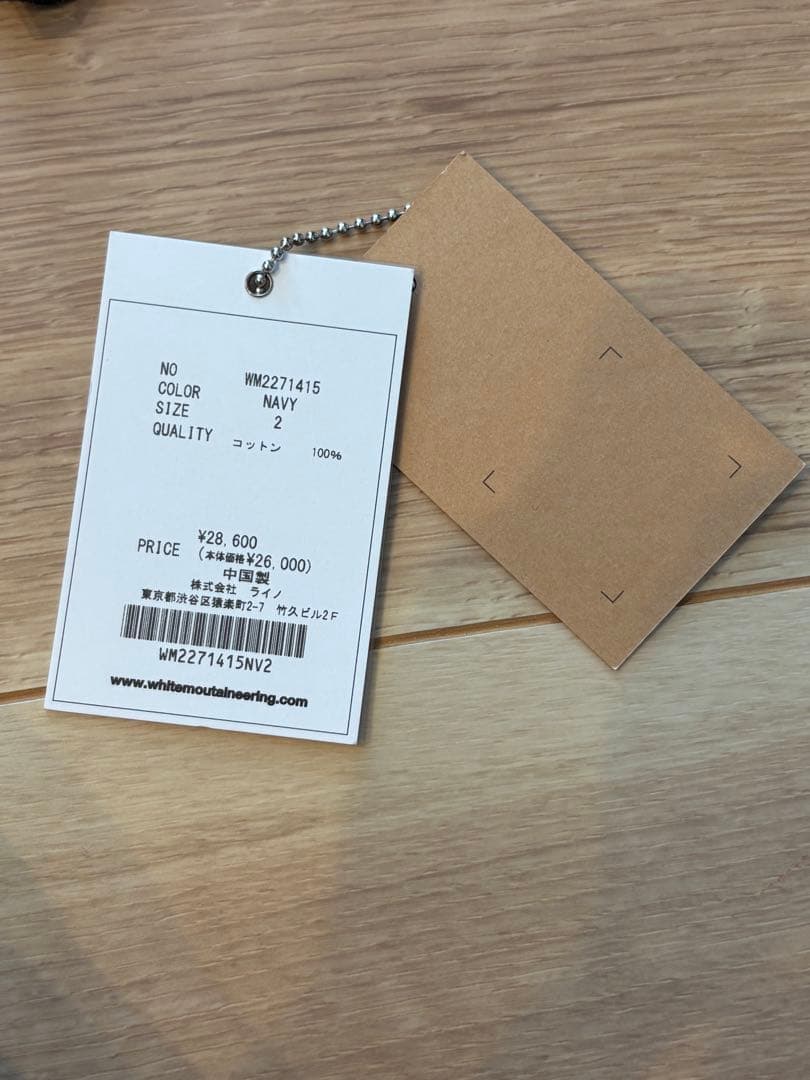 NO WM2271415
COLOR NAVY
SIZE 2
QUALITY コットン 100%
¥28,600
PRICE (本体価格¥26,000)
中国製
株式会社 ライノ
東京都渋谷区猿楽町2-7 竹久ビル2F
WM2271415NV2
www.whitemoutaineering.com